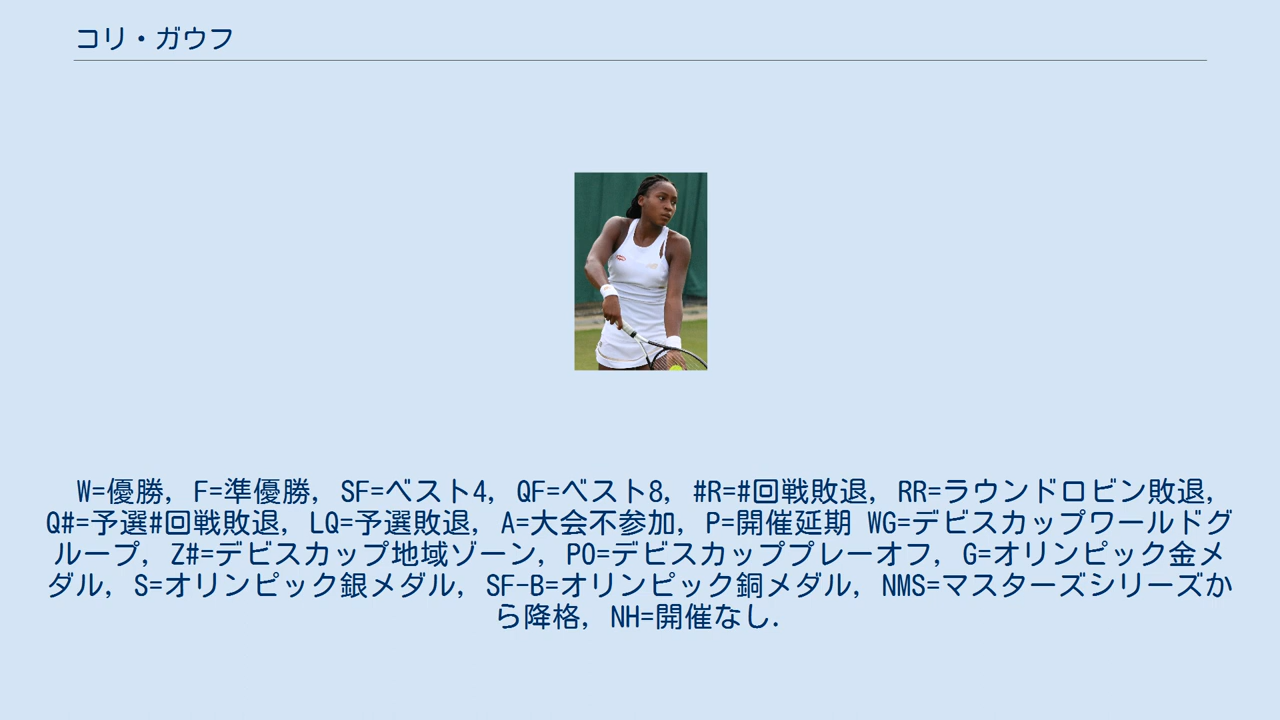 コリ・ガウフ
W=優勝, F=準優勝, SF=ベスト4, QF=ベスト8, #R=#回戦敗退, RR=ラウンドロビン敗退,
Q#=予選#回戦敗退, LQ=予選敗退, A=大会不参加, P=開催延期 WG=デビスカップワールドグ
ループ, Z#=デビスカップ地域ゾーン, PO=デビスカッププレーオフ, G=オリンピック金メ
ダル, S=オリンピック銀メダル, SF-B=オリンピック銅メダル, NMS=マスターズシリーズか
ら降格, NH=開催なし.